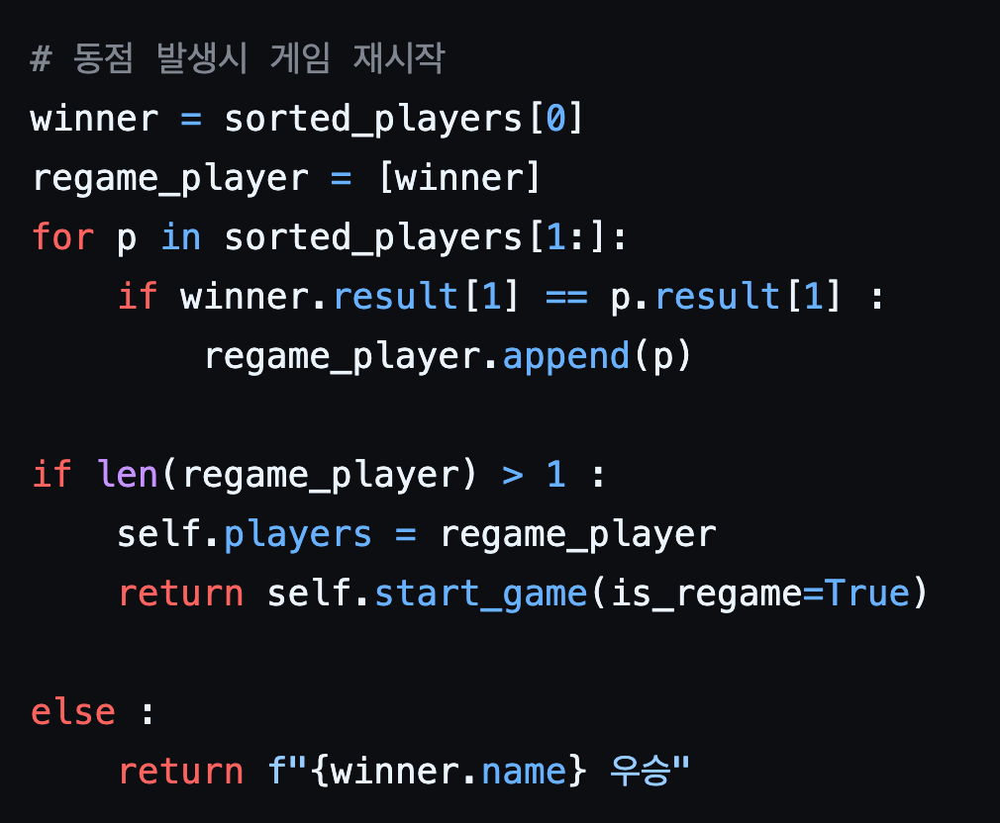 # 동점 발생시 게임 재시작
winner = sorted_players[0]
regame_player = [winner]
for p in sorted_players[1:]:
    if winner.result[1] == p.result[1] :
        regame_player.append(p)

if len(regame_player) > 1 :
    self.players = regame_player
    return self.start_game(is_regame=True)

else :
    return f"{winner.name} 우승"